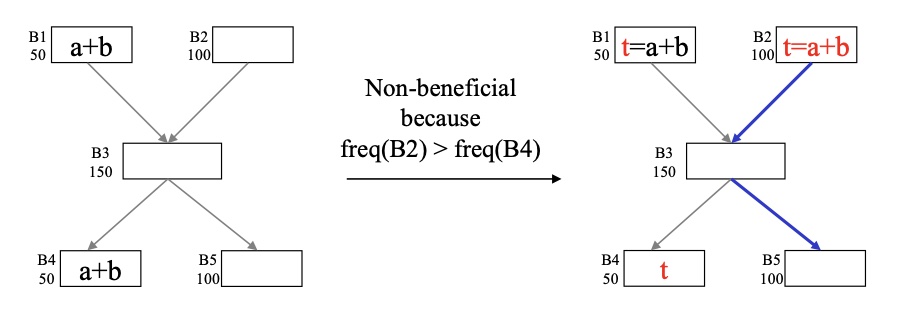 B1
50
a+b
B2
100
B3
150
B4
50
a+b
B5
100
Non-beneficial
because
freq(B2) > freq(B4)
B1
50
t=a+b
B2
100
t=a+b
B3
150
B4
50
t
B5
100